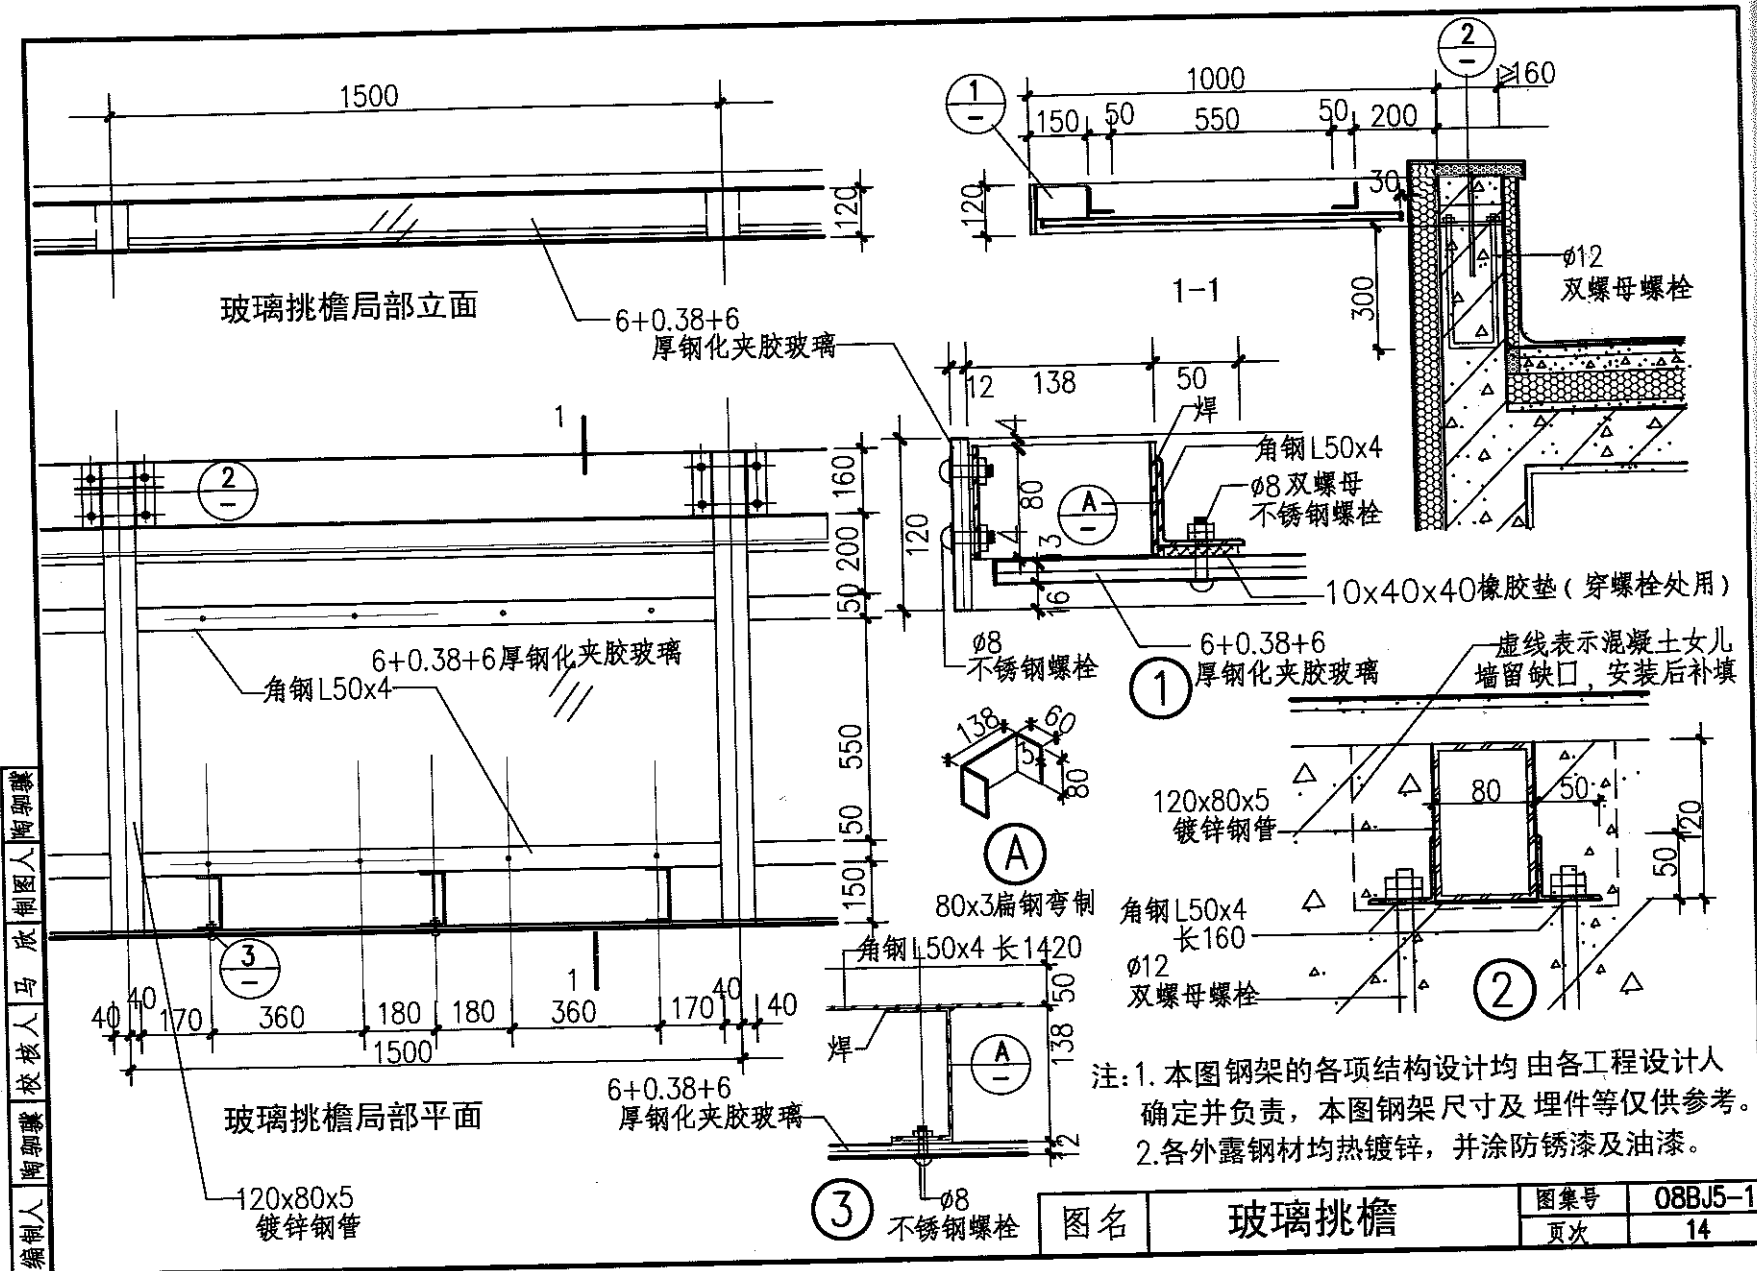 1500
120
玻璃挑檐局部立面
6+0.38+6
厚钢化夹胶玻璃
1
-
2
-
1000
≥160
150
50
550
50
200
120
30
300
1-1
ø12
双螺母螺栓
12
138
50
焊
角钢L50x4
ø8双螺母
不锈钢螺栓
4
80
4
3
120
16
A
-
10x40x40橡胶垫(穿螺栓处用)
ø8
不锈钢螺栓
6+0.38+6
厚钢化夹胶玻璃
1
1
2
-
160
200
50
6+0.38+6厚钢化夹胶玻璃
角钢L50x4
550
50
150
3
-
1
40
40
170
360
180
180
360
170
40
40
1500
玻璃挑檐局部平面
120x80x5
镀锌钢管
138
60
5
80
A
80x3扁钢弯制
角钢L50x4 长1420
50
焊
A
-
138
12
6+0.38+6
厚钢化夹胶玻璃
3
ø8
不锈钢螺栓
虚线表示混凝土女儿
墙留缺口,安装后补填
80
50
120
50
120x80x5
镀锌钢管
角钢L50x4
长160
ø12
双螺母螺栓
2
注:1.本图钢架的各项结构设计均由各工程设计人
确定并负责,本图钢架尺寸及埋件等仅供参考。
2.各外露钢材均热镀锌,并涂防锈漆及油漆。
图名
玻璃挑檐
图集号
08BJ5-1
页次
14
制图人
校核人
马欣
编制人